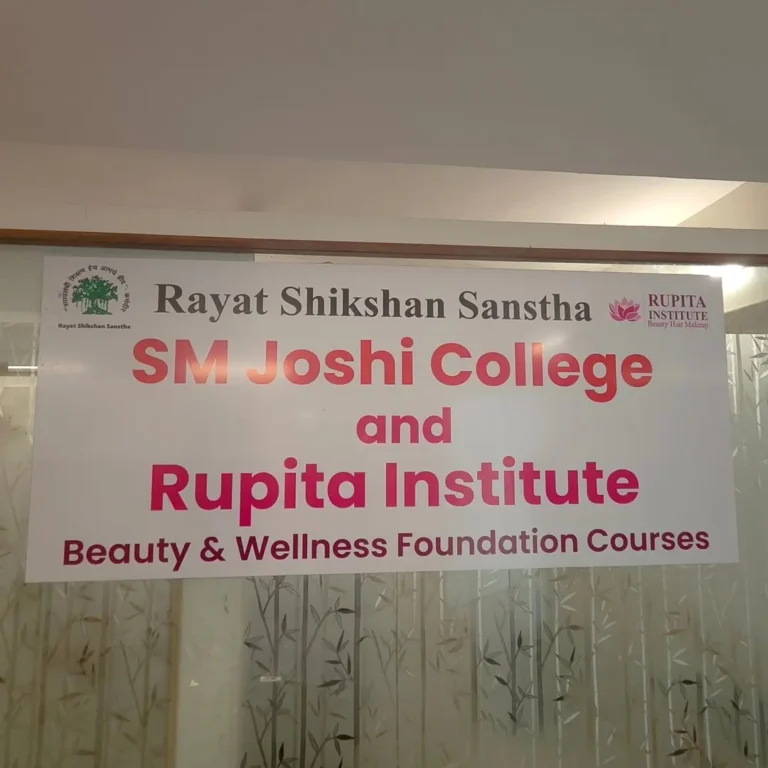 Rayat Shikshan Sanstha
Rayat Shikshan Sanstha
RUPITA
INSTITUTE
Beauty Hair Makeup
SM Joshi College
and
Rupita Institute
Beauty & Wellness Foundation Courses